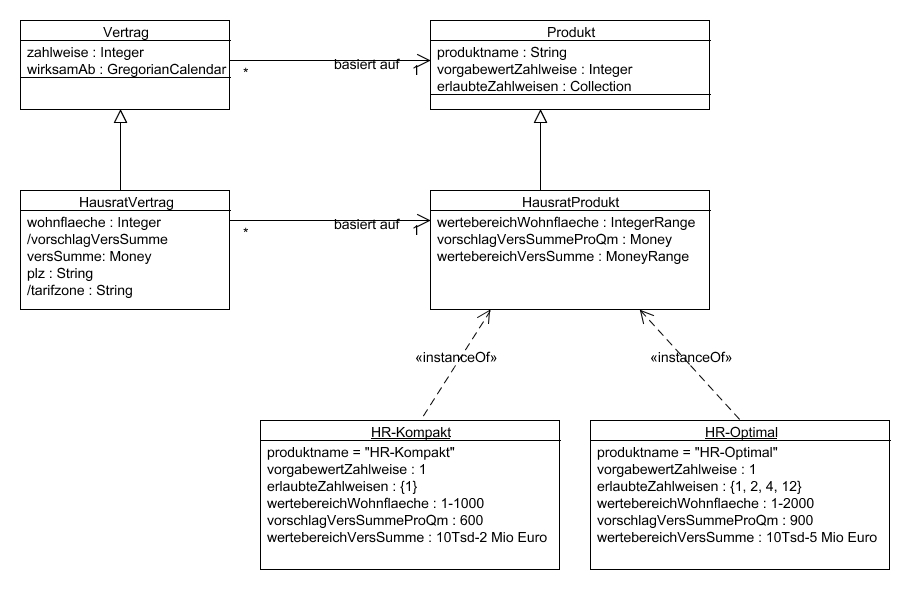 Vertrag
zahlweise : Integer
wirksamAb : GregorianCalendar
*
basiert auf
1
Produkt
produktname : String
vorgabewertZahlweise : Integer
erlaubteZahlweisen : Collection
HausratVertrag
wohnflaeche : Integer
/vorschlagVersSumme
versSumme: Money
plz : String
/tarifzone : String
*
basiert auf
1
HausratProdukt
wertebereichWohnflaeche : IntegerRange
vorschlagVersSummeProQm : Money
wertebereichVersSumme : MoneyRange
«instanceOf»
«instanceOf»
HR-Kompakt
produktname = "HR-Kompakt"
vorgabewertZahlweise : 1
erlaubteZahlweisen : {1}
wertebereichWohnflaeche : 1-1000
vorschlagVersSummeProQm : 600
wertebereichVersSumme : 10Tsd-2 Mio Euro
HR-Optimal
produktname = "HR-Optimal"
vorgabewertZahlweise : 1
erlaubteZahlweisen : {1, 2, 4, 12}
wertebereichWohnflaeche : 1-2000
vorschlagVersSummeProQm : 900
wertebereichVersSumme : 10Tsd-5 Mio Euro